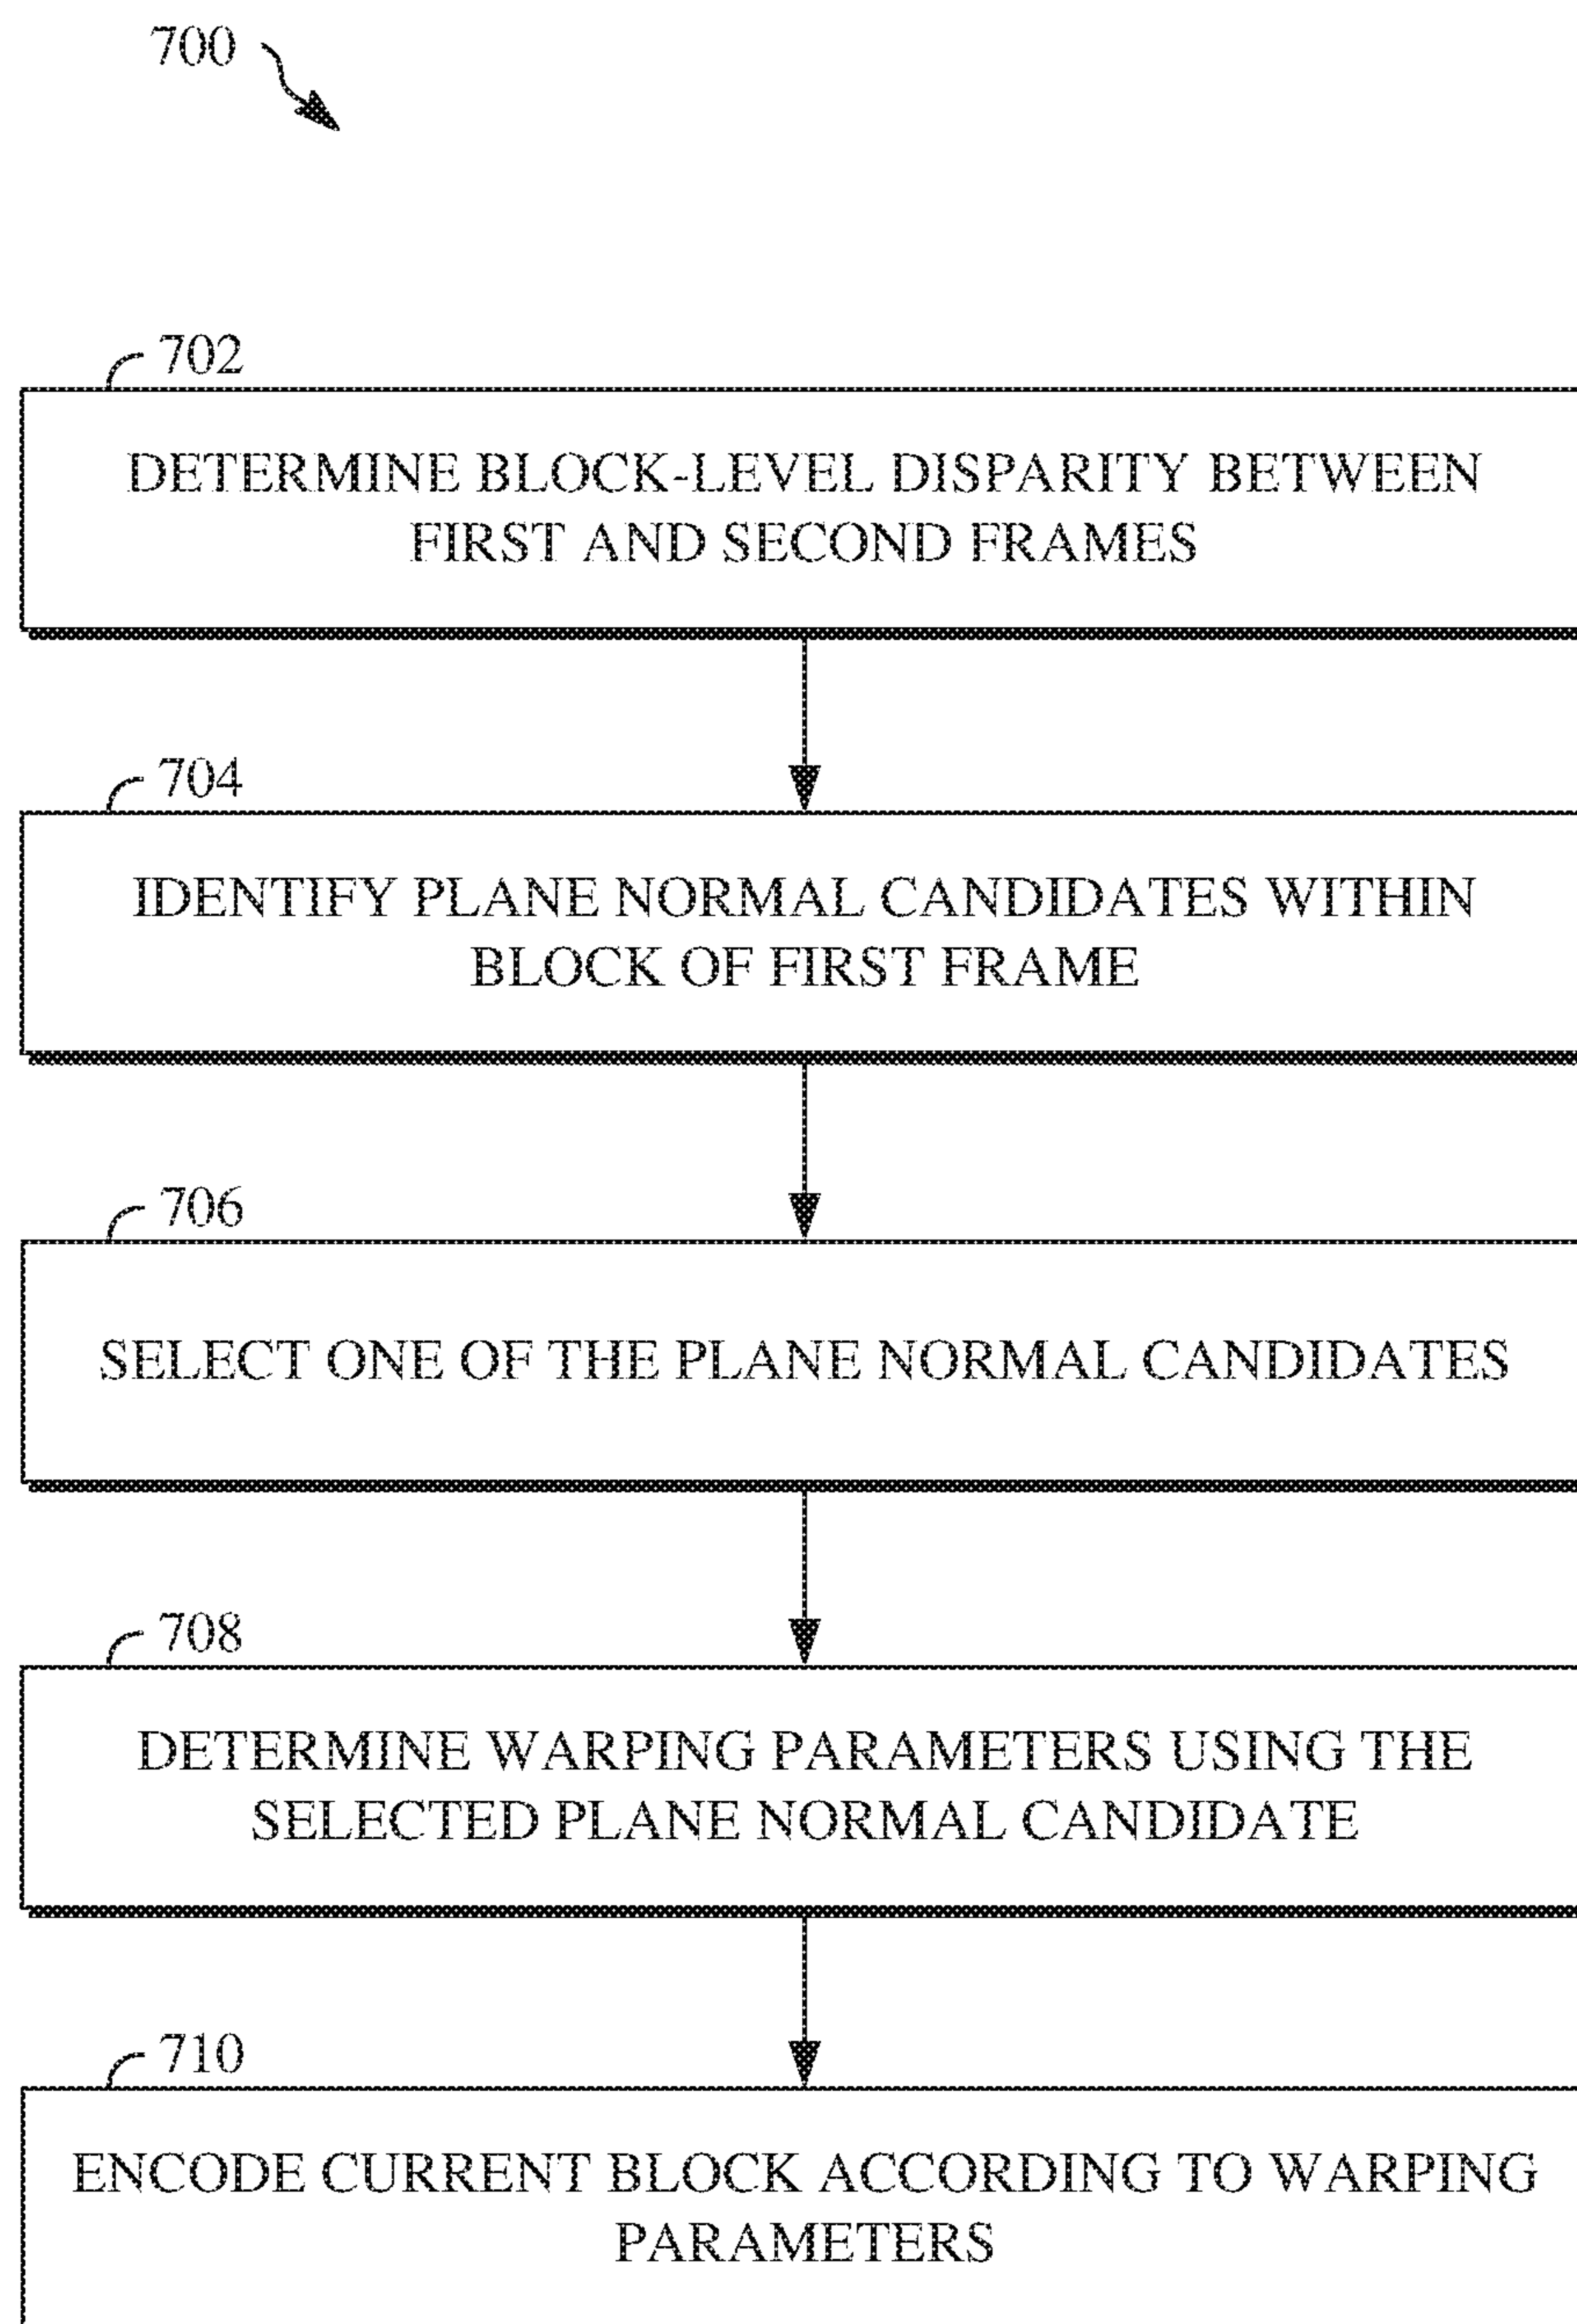 700
702
DETERMINE BLOCK-LEVEL DISPARITY BETWEEN
FIRST AND SECOND FRAMES
704
IDENTIFY PLANE NORMAL CANDIDATES WITHIN
BLOCK OF FIRST FRAME
706
SELECT ONE OF THE PLANE NORMAL CANDIDATES
708
DETERMINE WARPING PARAMETERS USING THE
SELECTED PLANE NORMAL CANDIDATE
710
ENCODE CURRENT BLOCK ACCORDING TO WARPING
PARAMETERS